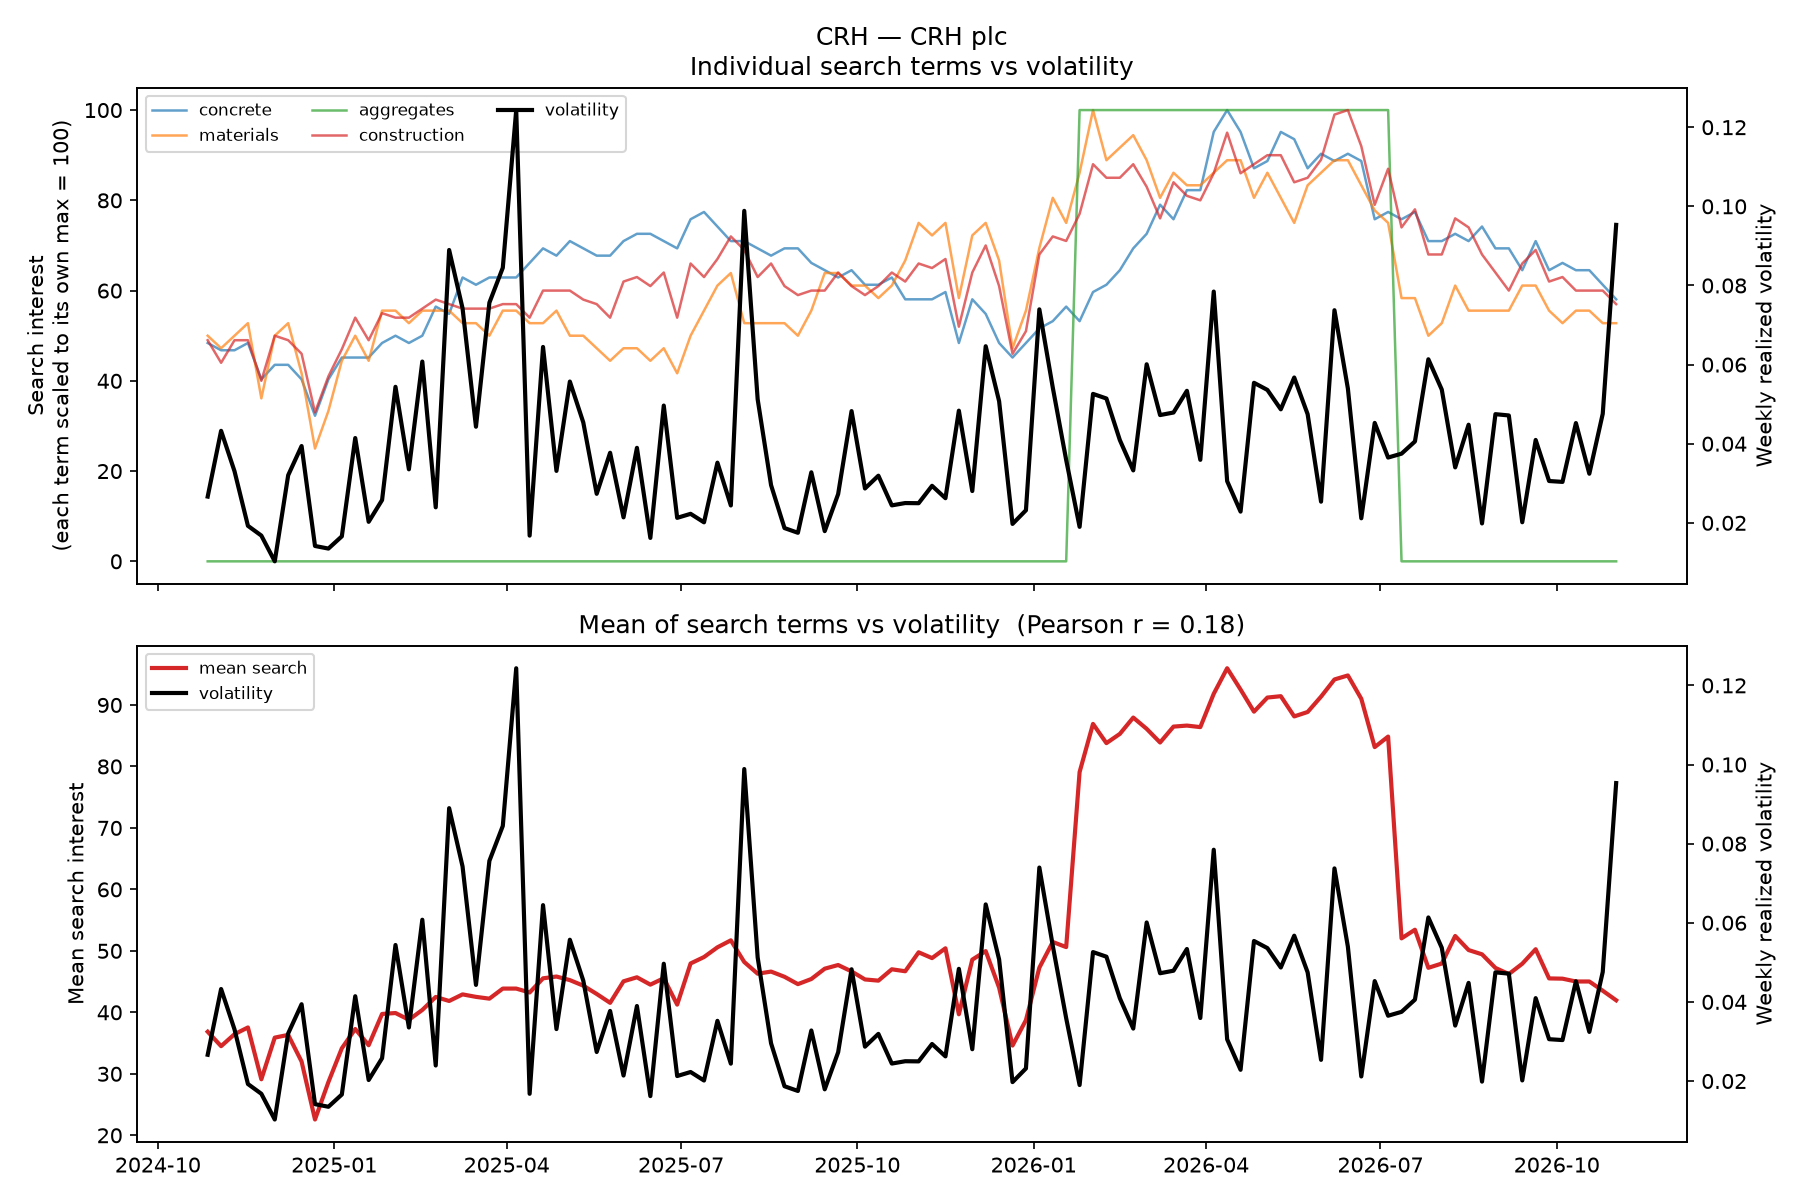 CRH — CRH plc
Individual search terms vs volatility
concrete
materials
aggregates
construction
volatility
Search interest
(each term scaled to its own max = 100)
100
80
60
40
20
0
0.12
0.10
0.08
0.06
0.04
0.02
Weekly realized volatility
Mean of search terms vs volatility (Pearson r = 0.18)
mean search
volatility
Mean search interest
90
80
70
60
50
40
30
20
0.12
0.10
0.08
0.06
0.04
0.02
Weekly realized volatility
2024-10
2025-01
2025-04
2025-07
2025-10
2026-01
2026-04
2026-07
2026-10